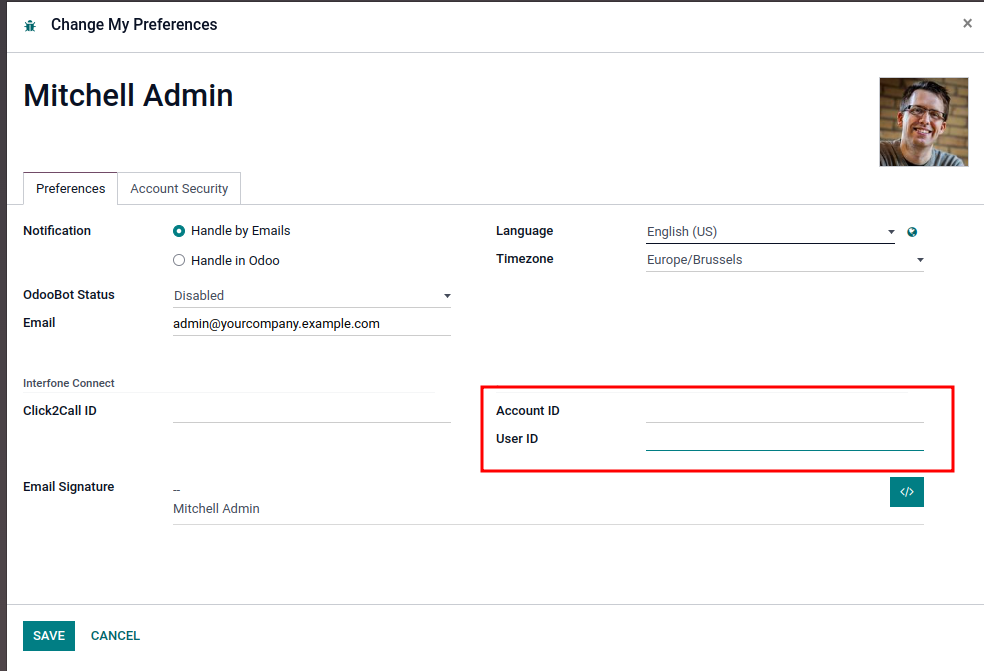 Change My Preferences ×
Mitchell Admin
Preferences Account Security
Notification Handle by Emails
Handle in Odoo
Language English (US)
Timezone Europe/Brussels
OdooBot Status Disabled
Email admin@yourcompany.example.com
Interfone Connect
Click2Call ID
Account ID
User ID
Email Signature --
Mitchell Admin
</>
SAVE CANCEL